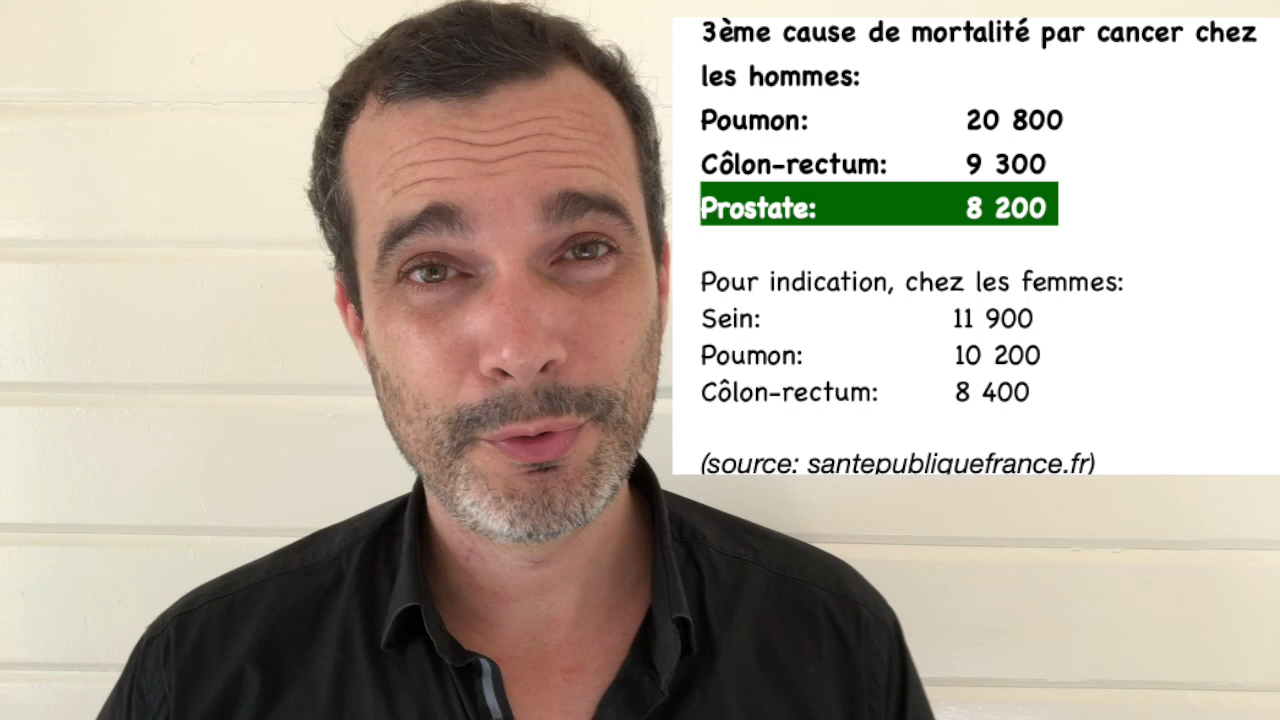 3ème cause de mortalité par cancer chez
les hommes:
Poumon: 20 800
Côlon-rectum: 9 300
Prostate: 8 200
Pour indication, chez les femmes:
Sein: 11 900
Poumon: 10 200
Côlon-rectum: 8 400
(source: santepubliquefrance.fr)